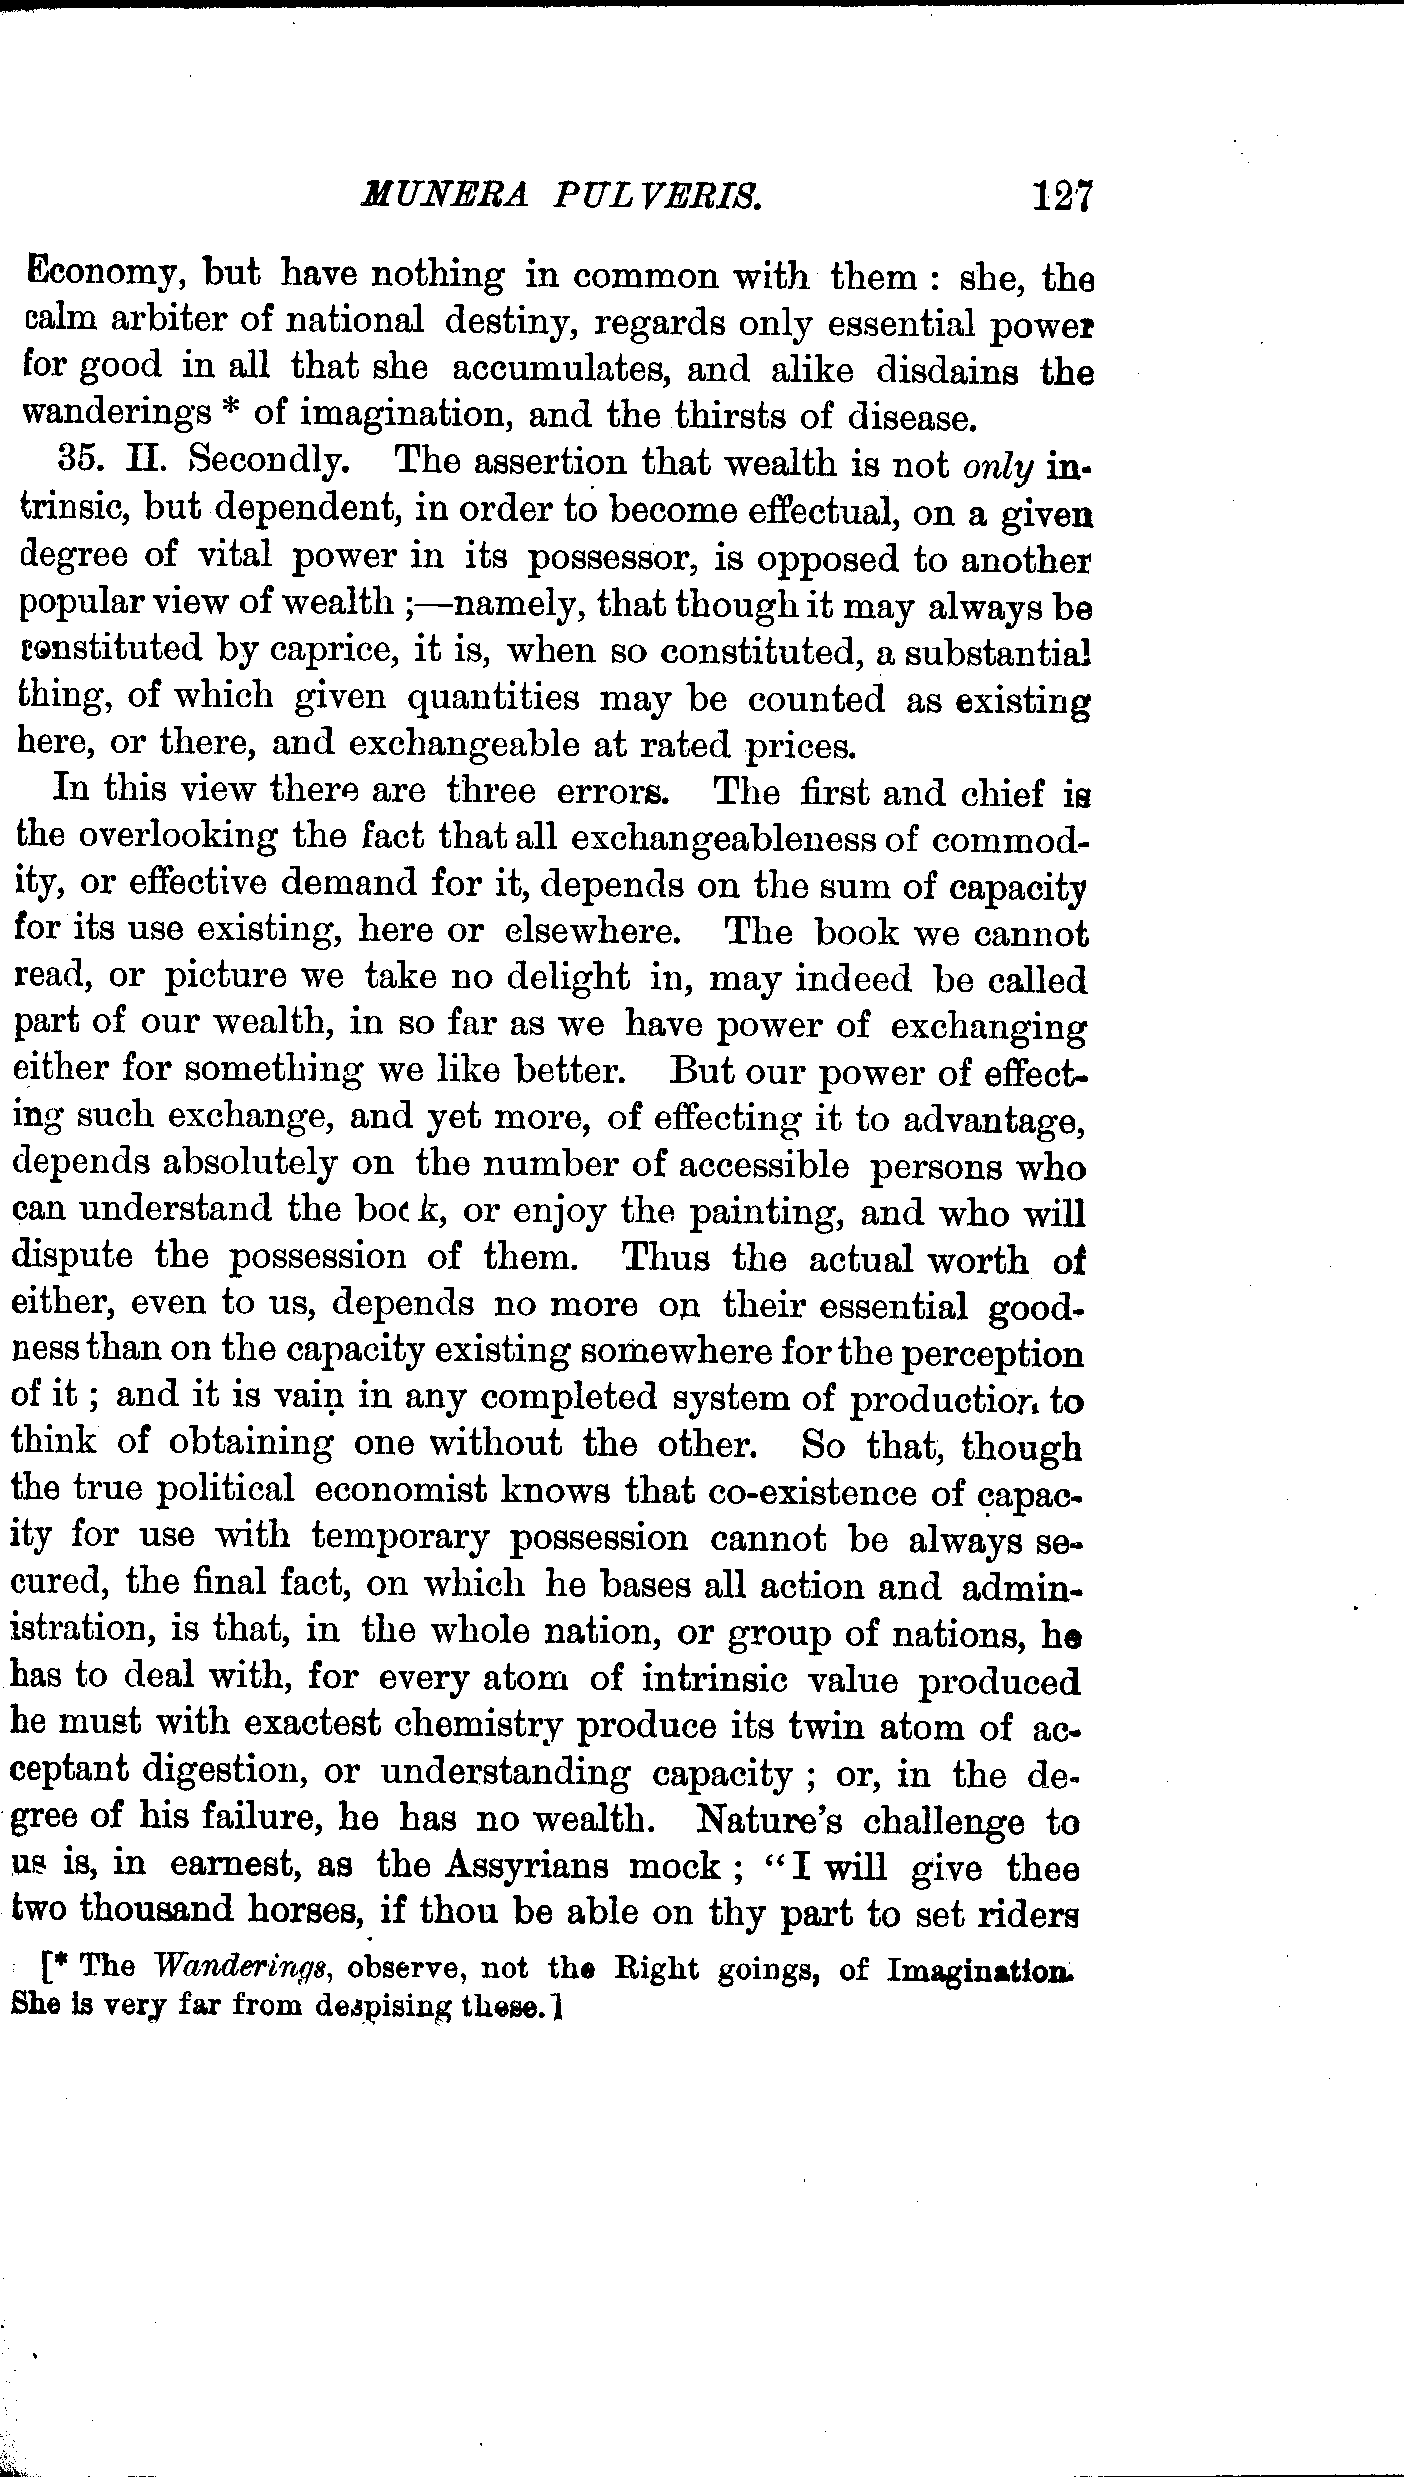 MUNERA PULVERIS. 127
Economy, but have nothing in common with them : she, the
calm arbiter of national destiny, regards only essential power
for good in all that she accumulates, and alike disdains the
wanderings * of imagination, and the thirsts of disease.
35. II. Secondly. The assertion that wealth is not only in-
trinsic, but dependent, in order to become effectual, on a given
degree of vital power in its possessor, is opposed to another
popular view of wealth ;—namely, that though it may always be
constituted by caprice, it is, when so constituted, a substantial
thing, of which given quantities may be counted as existing
here, or there, and exchangeable at rated prices.
In this view there are three errors. The first and chief is
the overlooking the fact that all exchangeableness of commod-
ity, or effective demand for it, depends on the sum of capacity
for its use existing, here or elsewhere. The book we cannot
read, or picture we take no delight in, may indeed be called
part of our wealth, in so far as we have power of exchanging
either for something we like better. But our power of effect-
ing such exchange, and yet more, of effecting it to advantage,
depends absolutely on the number of accessible persons who
can understand the book, or enjoy the painting, and who will
dispute the possession of them. Thus the actual worth of
either, even to us, depends no more on their essential good-
ness than on the capacity existing somewhere for the perception
of it ; and it is vain in any completed system of production to
think of obtaining one without the other. So that, though
the true political economist knows that co-existence of capac-
ity for use with temporary possession cannot be always se-
cured, the final fact, on which he bases all action and admin-
istration, is that, in the whole nation, or group of nations, he
has to deal with, for every atom of intrinsic value produced
he must with exactest chemistry produce its twin atom of ac-
ceptant digestion, or understanding capacity ; or, in the de-
gree of his failure, he has no wealth. Nature's challenge to
us is, in earnest, as the Assyrians mock ; "I will give thee
two thousand horses, if thou be able on thy part to set riders
[* The Wanderings, observe, not the Right goings, of Imagination.
She is very far from despising these.]